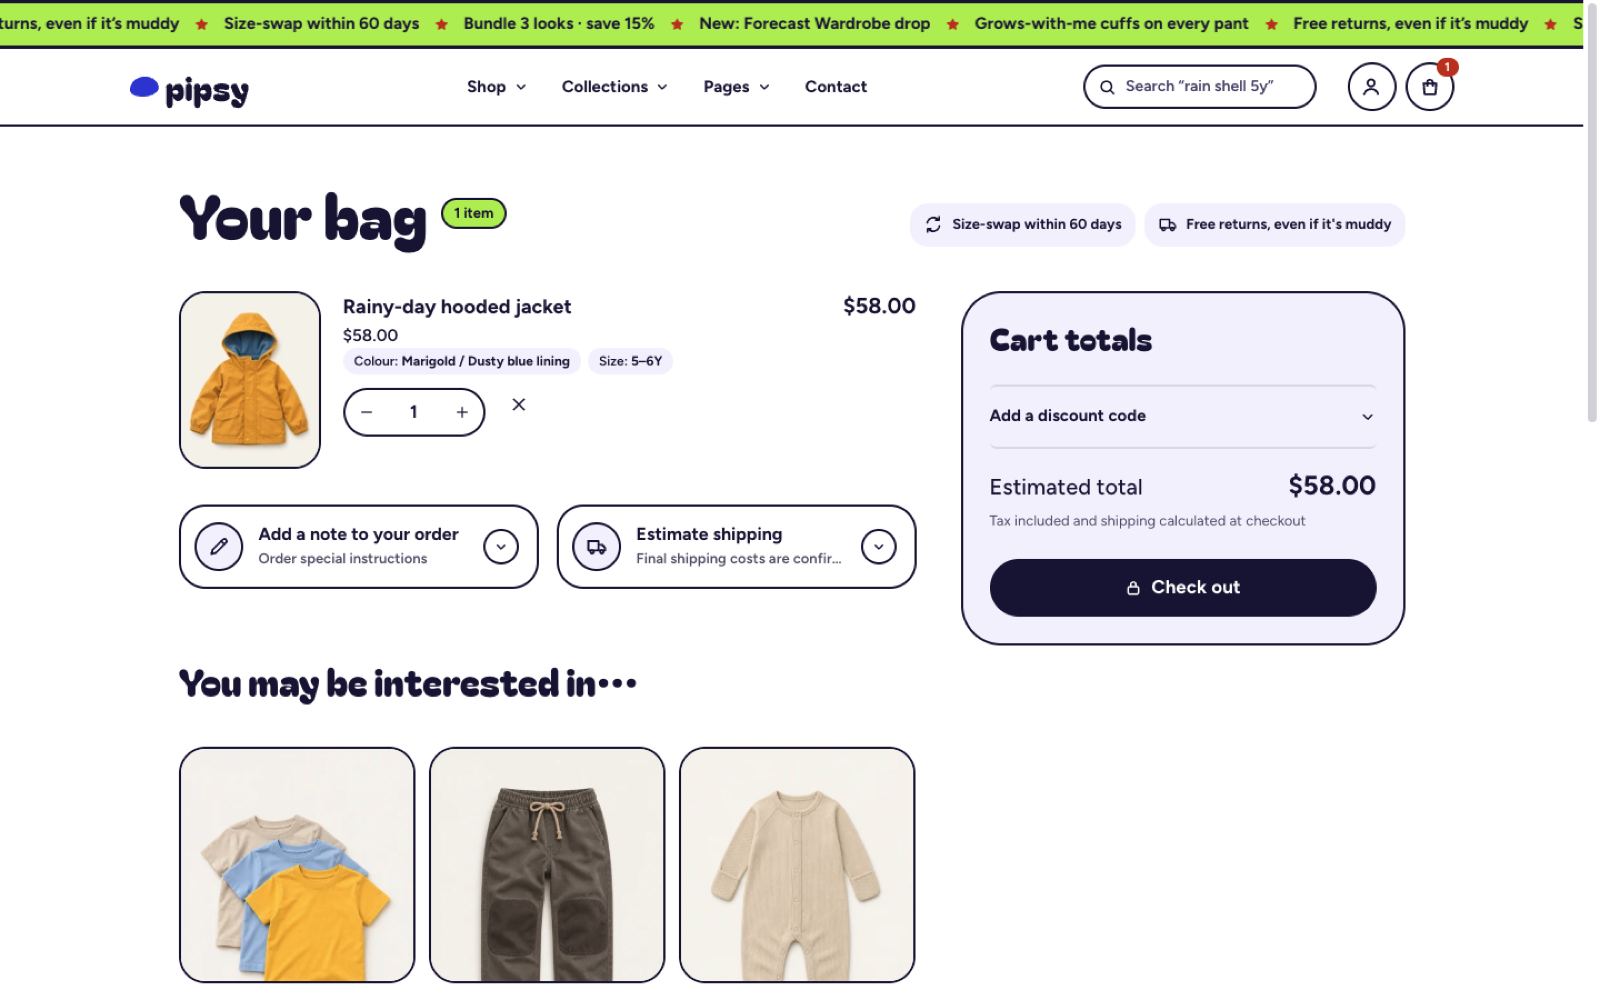 turns, even if it’s muddy ★ Size-swap within 60 days ★ Bundle 3 looks · save 15% ★ New: Forecast Wardrobe drop ★ Grows-with-me cuffs on every pant ★ Free returns, even if it’s muddy ★ S
pipsy
Shop
Collections
Pages
Contact
Search “rain shell 5y”
1
Your bag
1 item
Size-swap within 60 days
Free returns, even if it's muddy
Rainy-day hooded jacket
$58.00
$58.00
Colour: Marigold / Dusty blue lining
Size: 5–6Y
− 1 +
Add a note to your order
Order special instructions
Estimate shipping
Final shipping costs are confir...
Cart totals
Add a discount code
Estimated total
$58.00
Tax included and shipping calculated at checkout
Check out
You may be interested in...